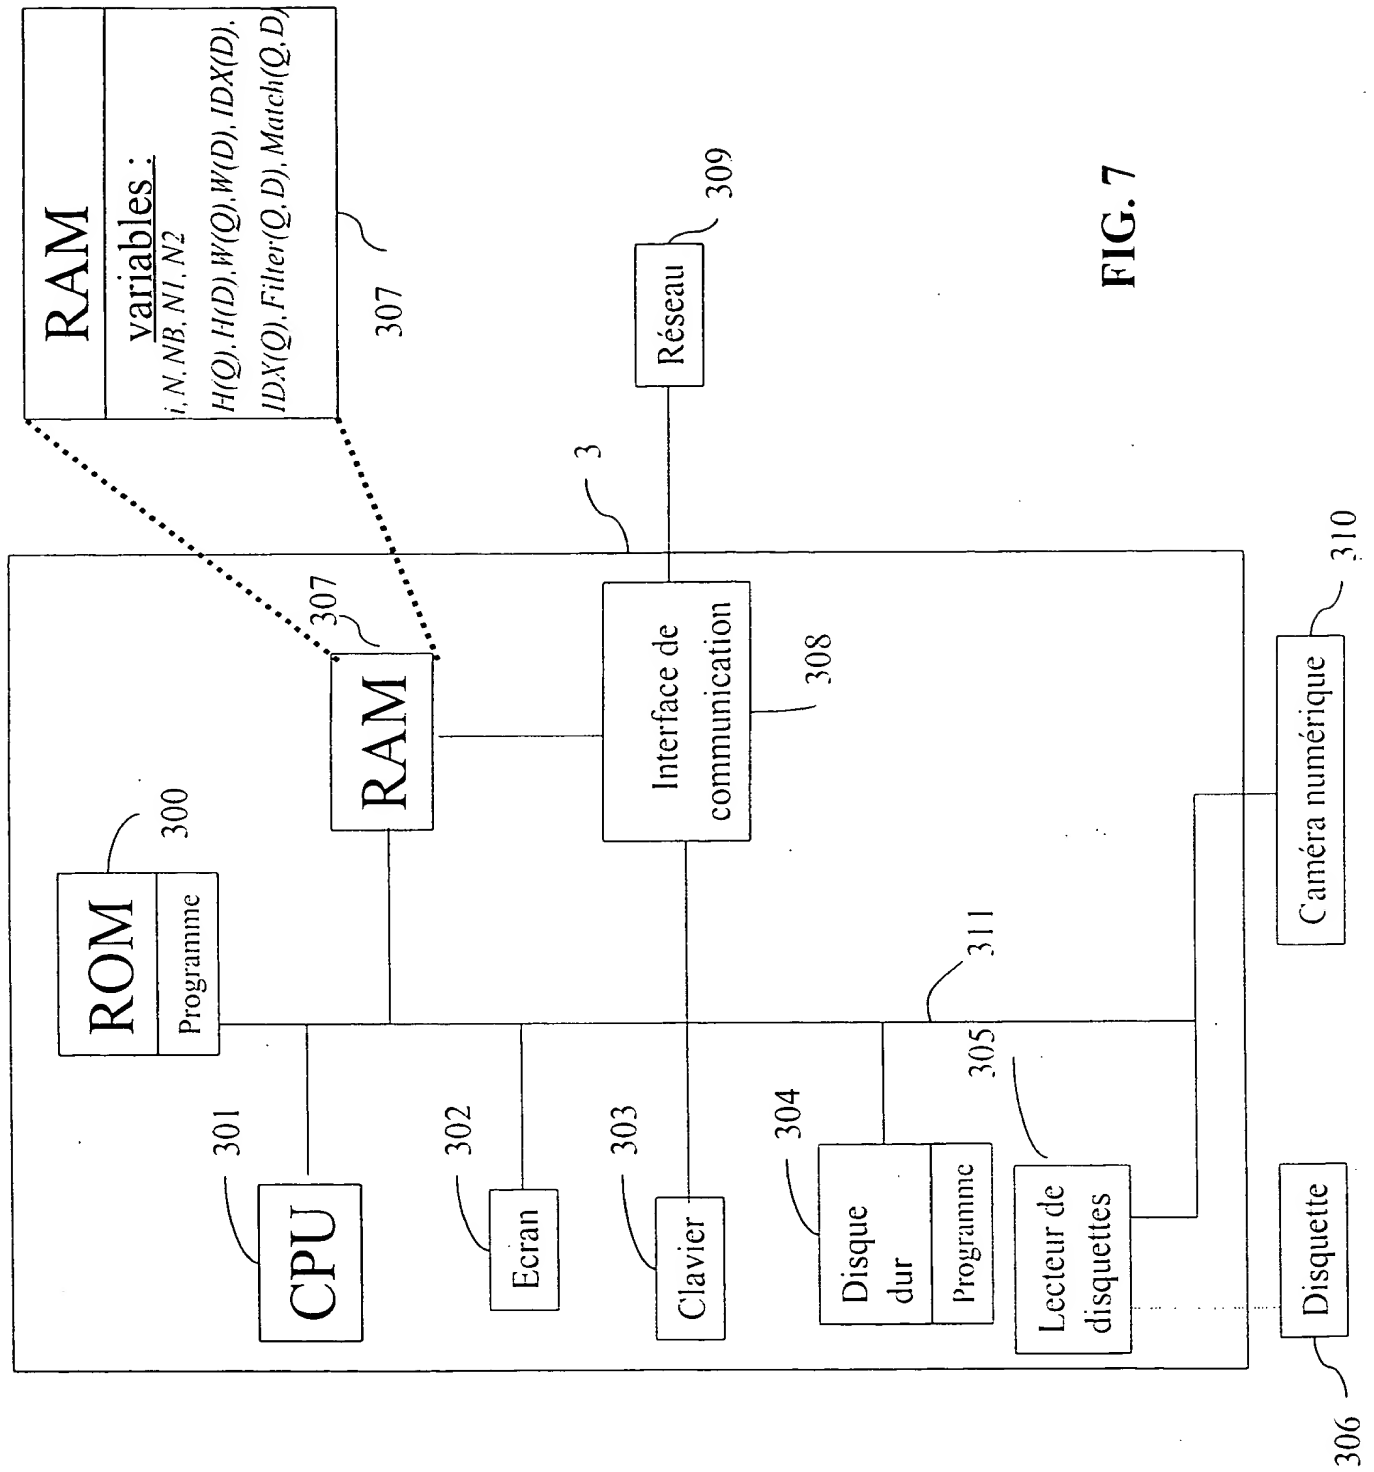 301
CPU
302
Ecran
303
Clavier
304
Disque
dur
Programme
305
Lecteur de
disquettes
306
Disquette
ROM
Programme
300
RAM
307
Interface de
communication
308
311
Caméra numérique
310
3
Réseau
309
RAM
variables :
i, N, NB, N1, N2
H(Q), H(D), W(Q), W(D), IDX(D),
IDX(Q), Filter(Q, D), Match(Q, D)
307
FIG. 7